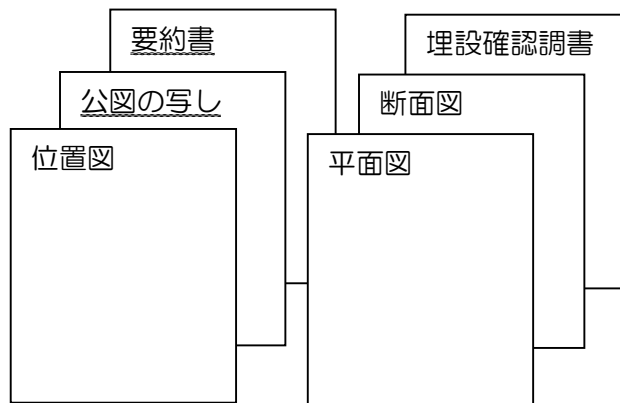 要約書
公図の写し
位置図
埋設確認調書
断面図
平面図